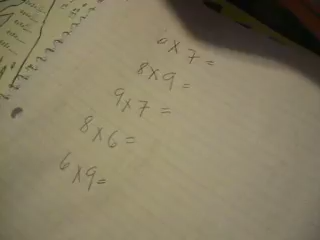 6x7=
8x9=
9x7=
8x6=
6x9=